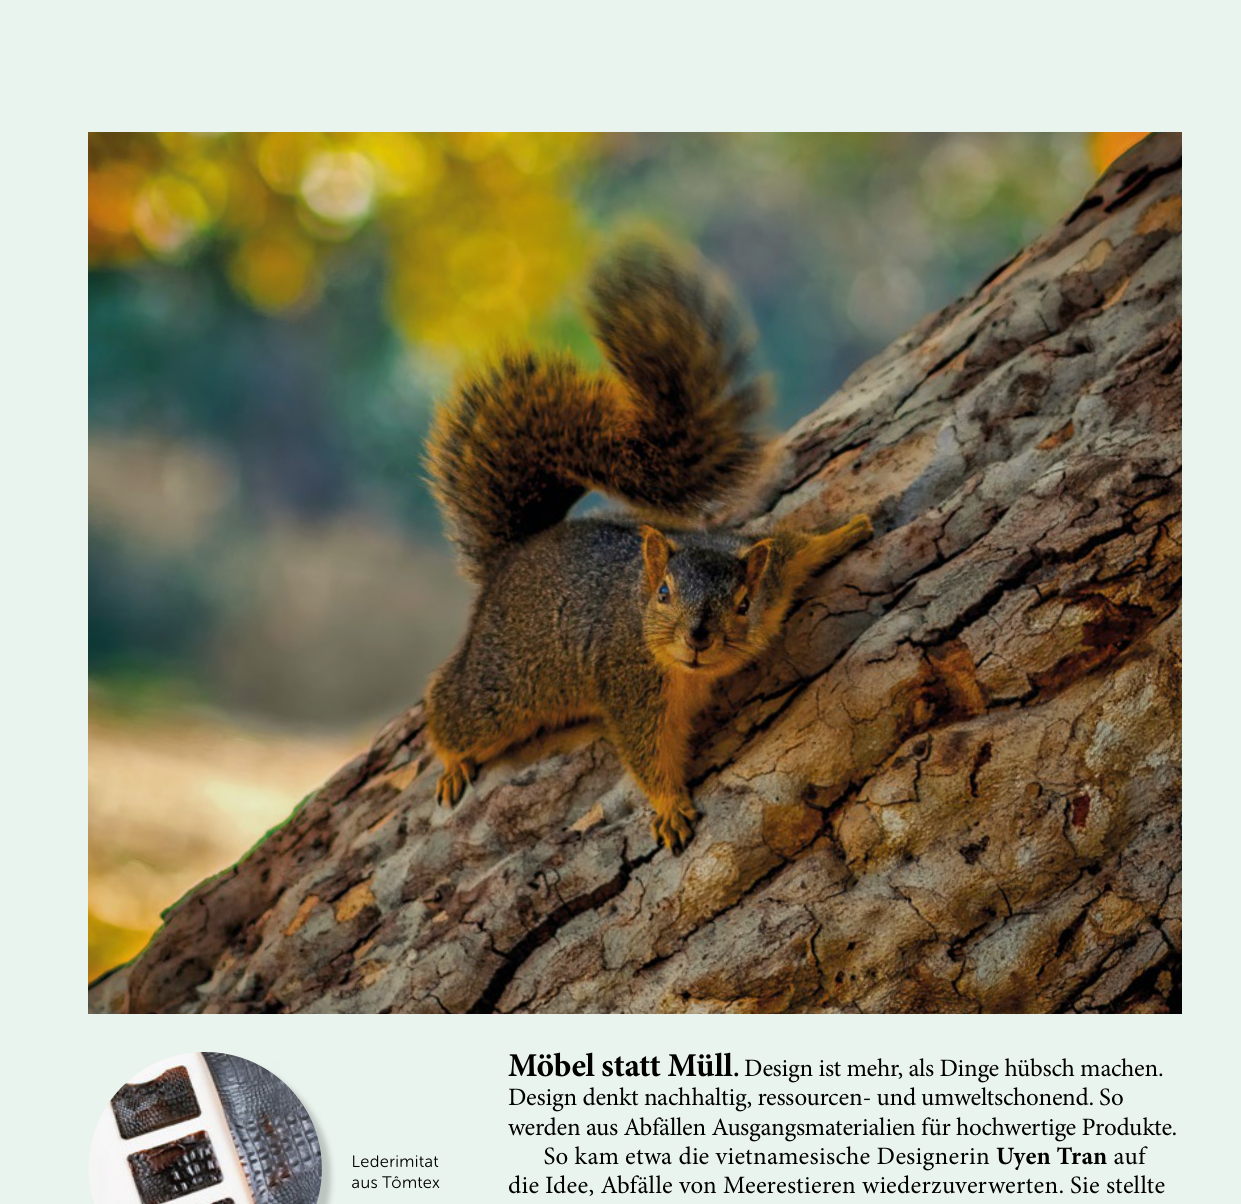 Möbel statt Müll. Design ist mehr, als Dinge hübsch machen.
Design denkt nachhaltig, ressourcen- und umweltschonend. So
werden aus Abfällen Ausgangsmaterialien für hochwertige Produkte.
So kam etwa die vietnamesische Designerin Uyen Tran auf
die Idee, Abfälle von Meerestieren wiederzuverwerten. Sie stellte
Lederimitat
aus Tômtex